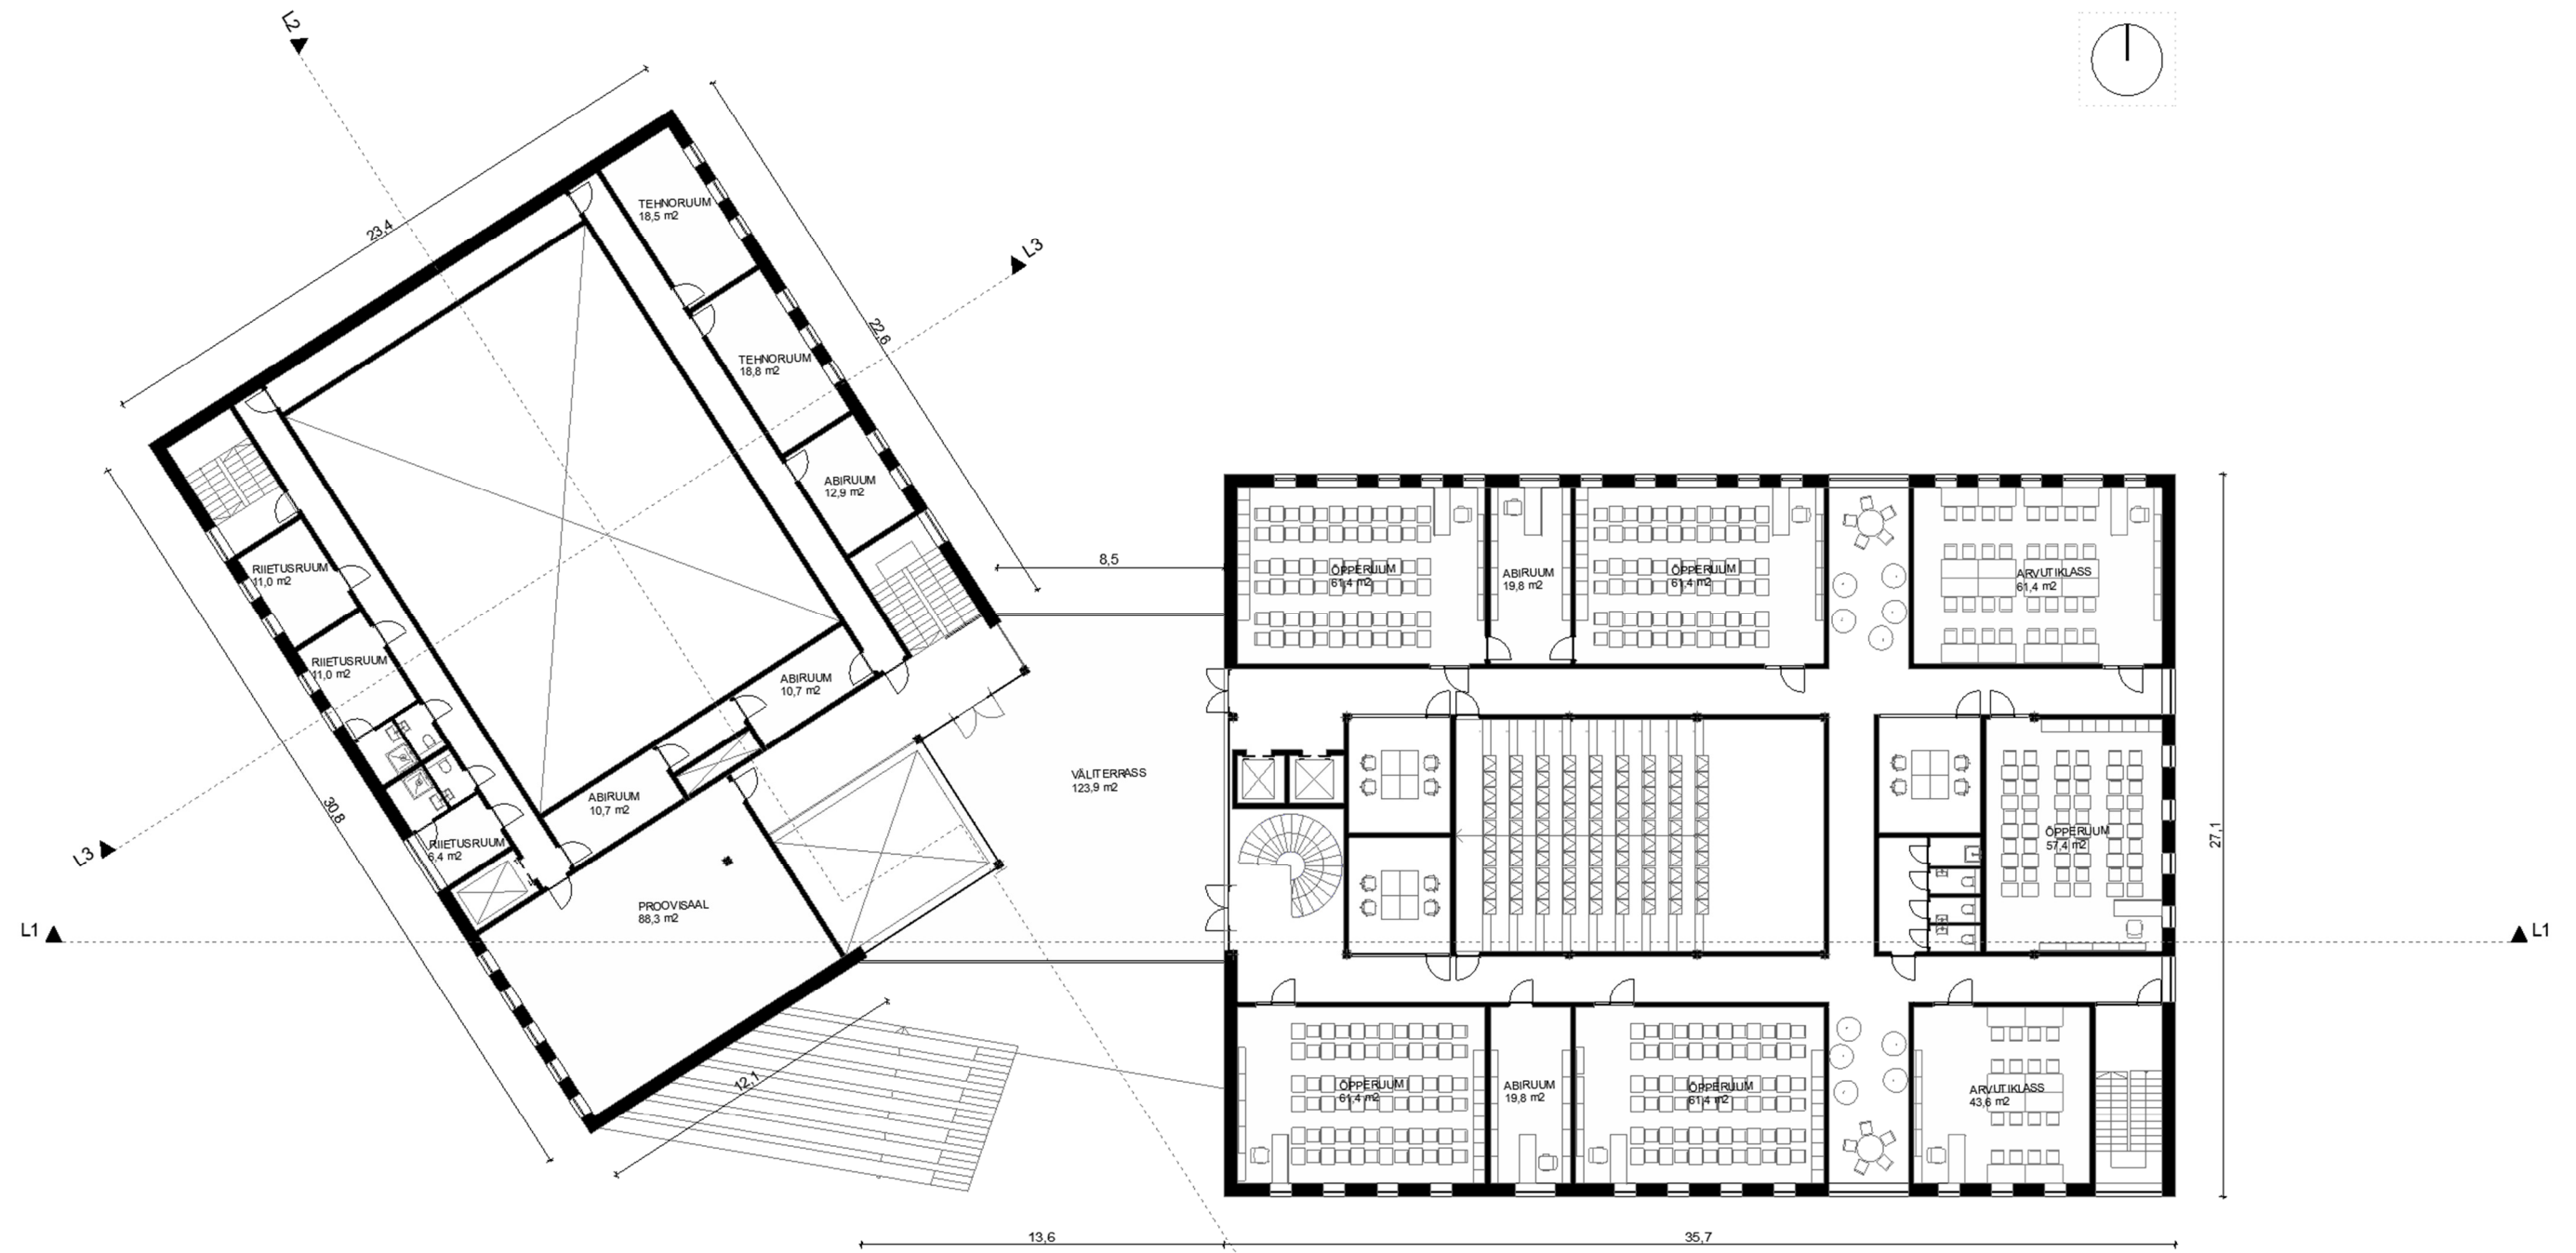 L2
TEHNORUUM
18,5 m2
23,4
L3
22,6
TEHNORUUM
18,8 m2
ABIRUUM
12,9 m2
8,5
RIIETUSRUUM
11,0 m2
ÕPPERUUM
61,4 m2
ABIRUUM
19,8 m2
ÕPPERUUM
61,4 m2
ARVUTIKLASS
61,4 m2
RIIETUSRUUM
11,0 m2
ABIRUUM
10,7 m2
VÄLITERRASS
123,9 m2
ABIRUUM
10,7 m2
30,8
RIIETUSRUUM
6,4 m2
L3
ÕPPERUUM
57,4 m2
27,1
PROOVISAAL
88,3 m2
L1
L1
12,1
ÕPPERUUM
61,4 m2
ABIRUUM
19,8 m2
ÕPPERUUM
61,4 m2
ARVUTIKLASS
43,6 m2
13,6
35,7